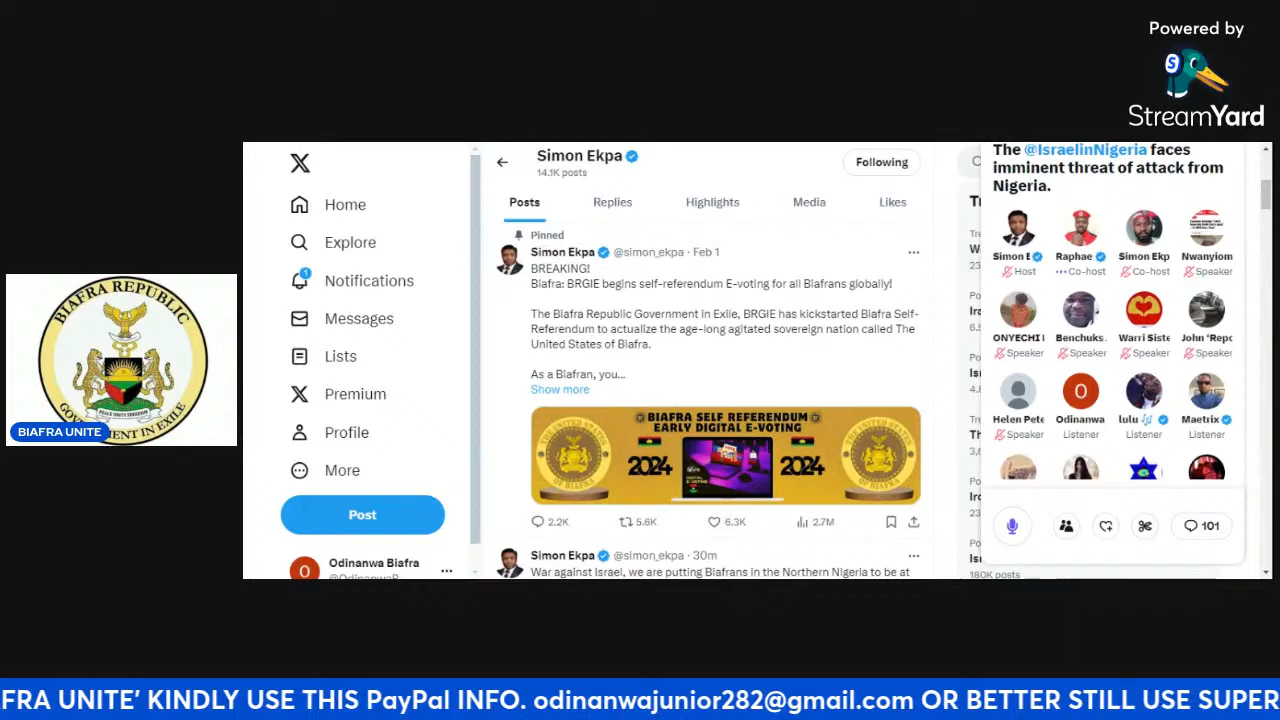 Powered by
StreamYard
BIAFRA REPUBLIC
GOVERNMENT IN EXILE
BIAFRA UNITE
Home
Explore
1
Notifications
Messages
Lists
Premium
Profile
More
Post
O
Odinanwa Biafra
Simon Ekpa
14.1K posts
Following
Posts
Replies
Highlights
Media
Likes
Pinned
Simon Ekpa @simon_ekpa · Feb 1
BREAKING!
Biafra: BRGIE begins self-referendum E-voting for all Biafrans globally!
The Biafra Republic Government in Exile, BRGIE has kickstarted Biafra Self-
Referendum to actualize the age-long agitated sovereign nation called The
United States of Biafra.
As a Biafran, you...
Show more
BIAFRA SELF REFERENDUM
EARLY DIGITAL E-VOTING
2024
2024
2.2K
5.6K
6.3K
2.7M
Simon Ekpa @simon_ekpa · 30m
War against Israel, we are putting Biafrans in the Northern Nigeria to be at
180K posts
The @IsraelinNigeria faces
imminent threat of attack from
Nigeria.
Simon E Raphae Simon Ekp Nwanyiom
Host Co-host Co-host Speaker
ONYECHI Benchuks Warri Siste John 'Repo
Speaker Speaker Speaker Speaker
O
Helen Pete Odinanwa lulu Maetrix
Speaker Listener Listener Listener
101
FRA UNITE' KINDLY USE THIS PayPal INFO. odinanwajunior282@gmail.com OR BETTER STILL USE SUPER